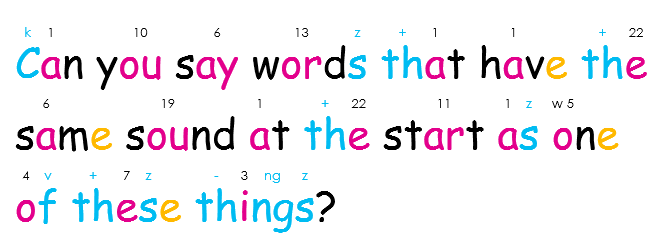 k 1 10 6 13 z + 1 1 + 22
Can you say words that have the
6 19 1 + 22 11 1 z w 5
same sound at the start as one
4 v + 7 z - 3 ng z
of these things?